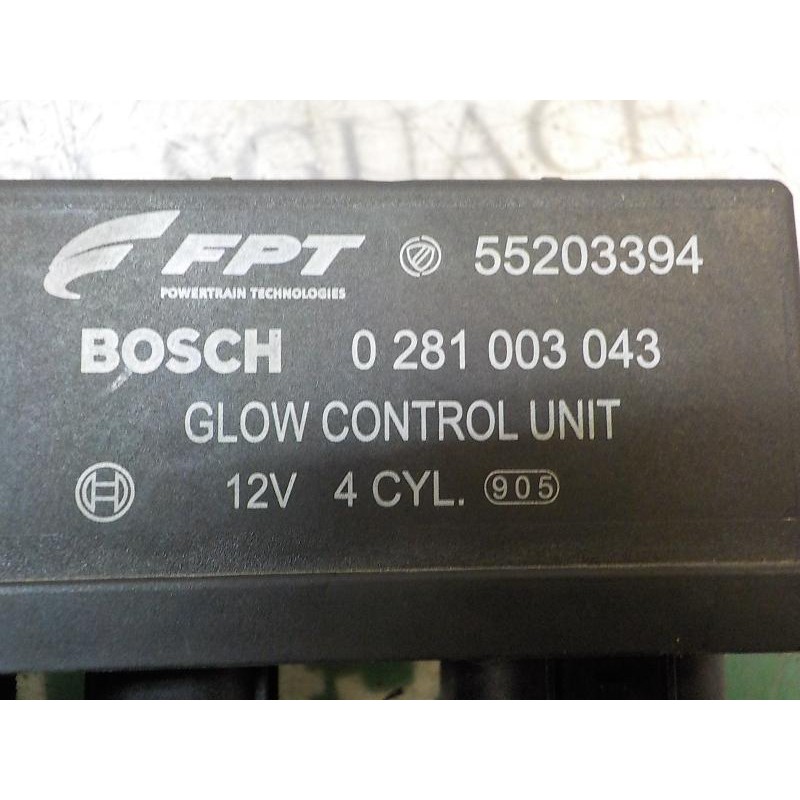 FPT 55203394
POWERTRAIN TECHNOLOGIES
BOSCH 0 281 003 043
GLOW CONTROL UNIT
12V 4 CYL. 905